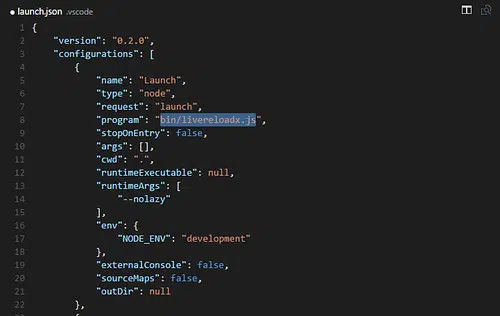 launch.json .vscode
1 {
2 "version": "0.2.0",
3 "configurations": [
4 {
5 "name": "Launch",
6 "type": "node",
7 "request": "launch",
8 "program": "bin/livereloadx.js",
9 "stopOnEntry": false,
10 "args": [],
11 "cwd": ".",
12 "runtimeExecutable": null,
13 "runtimeArgs": [
14 "--nolazy"
15 ],
16 "env": {
17 "NODE_ENV": "development"
18 },
19 "externalConsole": false,
20 "sourceMaps": false,
21 "outDir": null
22 },